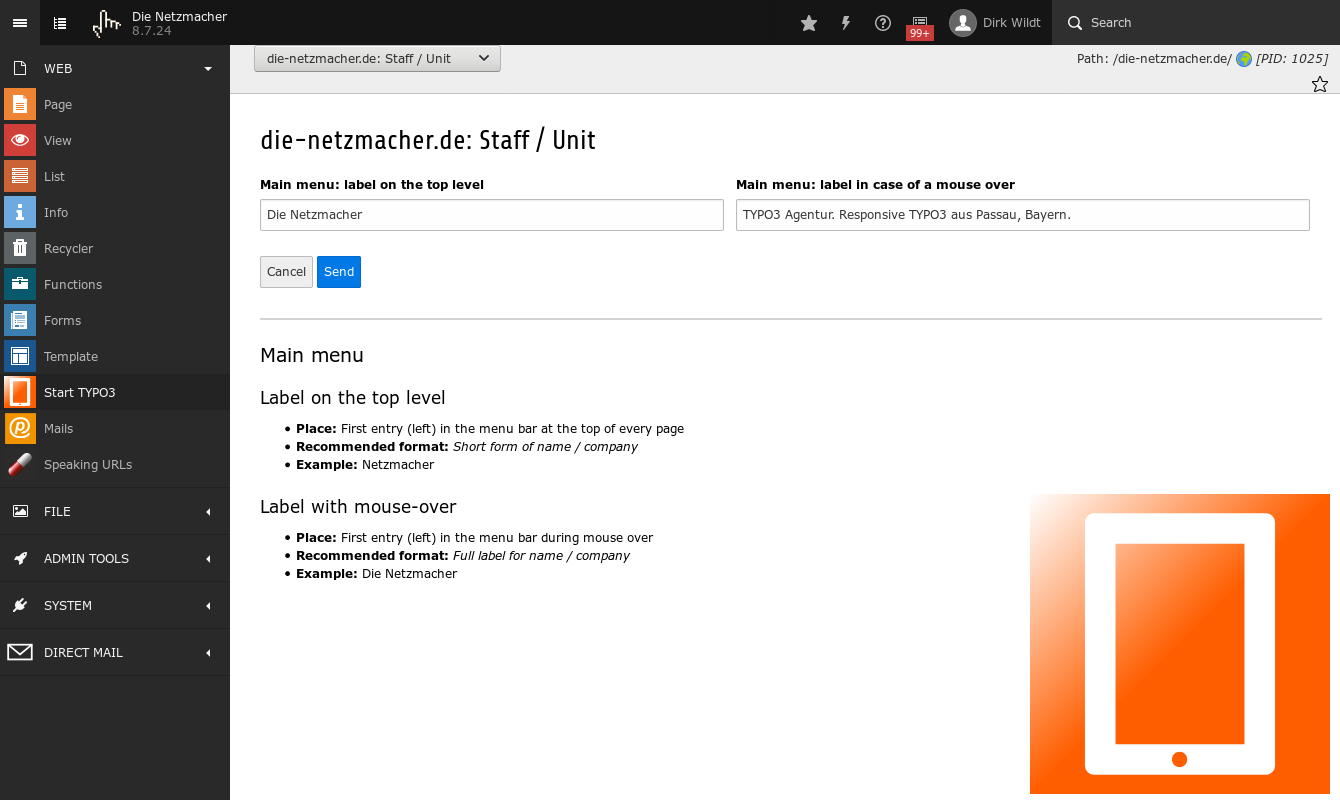 Die Netzmacher
8.7.24
99+
Dirk Wildt
Search
WEB
Page
View
List
Info
Recycler
Functions
Forms
Template
Start TYPO3
Mails
Speaking URLs
FILE
ADMIN TOOLS
SYSTEM
DIRECT MAIL
die-netzmacher.de: Staff / Unit
Path: /die-netzmacher.de/ [PID: 1025]
die-netzmacher.de: Staff / Unit
Main menu: label on the top level
Main menu: label in case of a mouse over
Die Netzmacher
TYPO3 Agentur. Responsive TYPO3 aus Passau, Bayern.
Cancel
Send
Main menu
Label on the top level
• Place: First entry (left) in the menu bar at the top of every page
• Recommended format: Short form of name / company
• Example: Netzmacher
Label with mouse-over
• Place: First entry (left) in the menu bar during mouse over
• Recommended format: Full label for name / company
• Example: Die Netzmacher